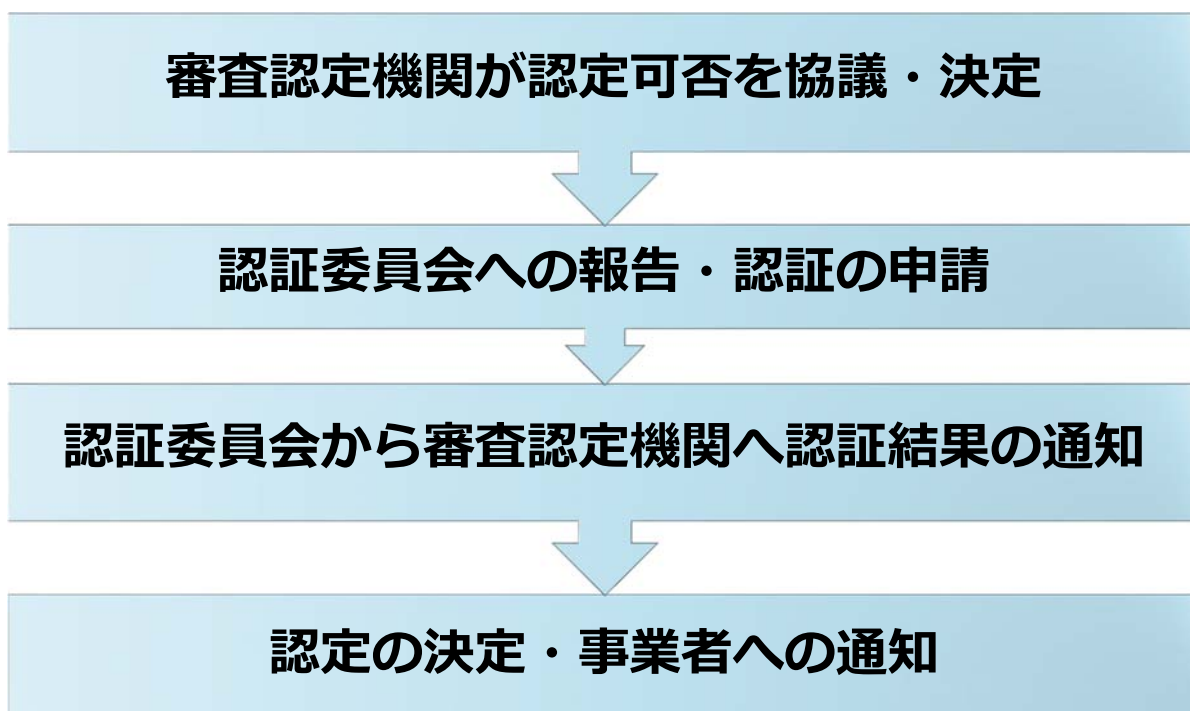 審査認定機関が認定可否を協議・決定
認証委員会への報告・認証の申請
認証委員会から審査認定機関へ認証結果の通知
認定の決定・事業者への通知